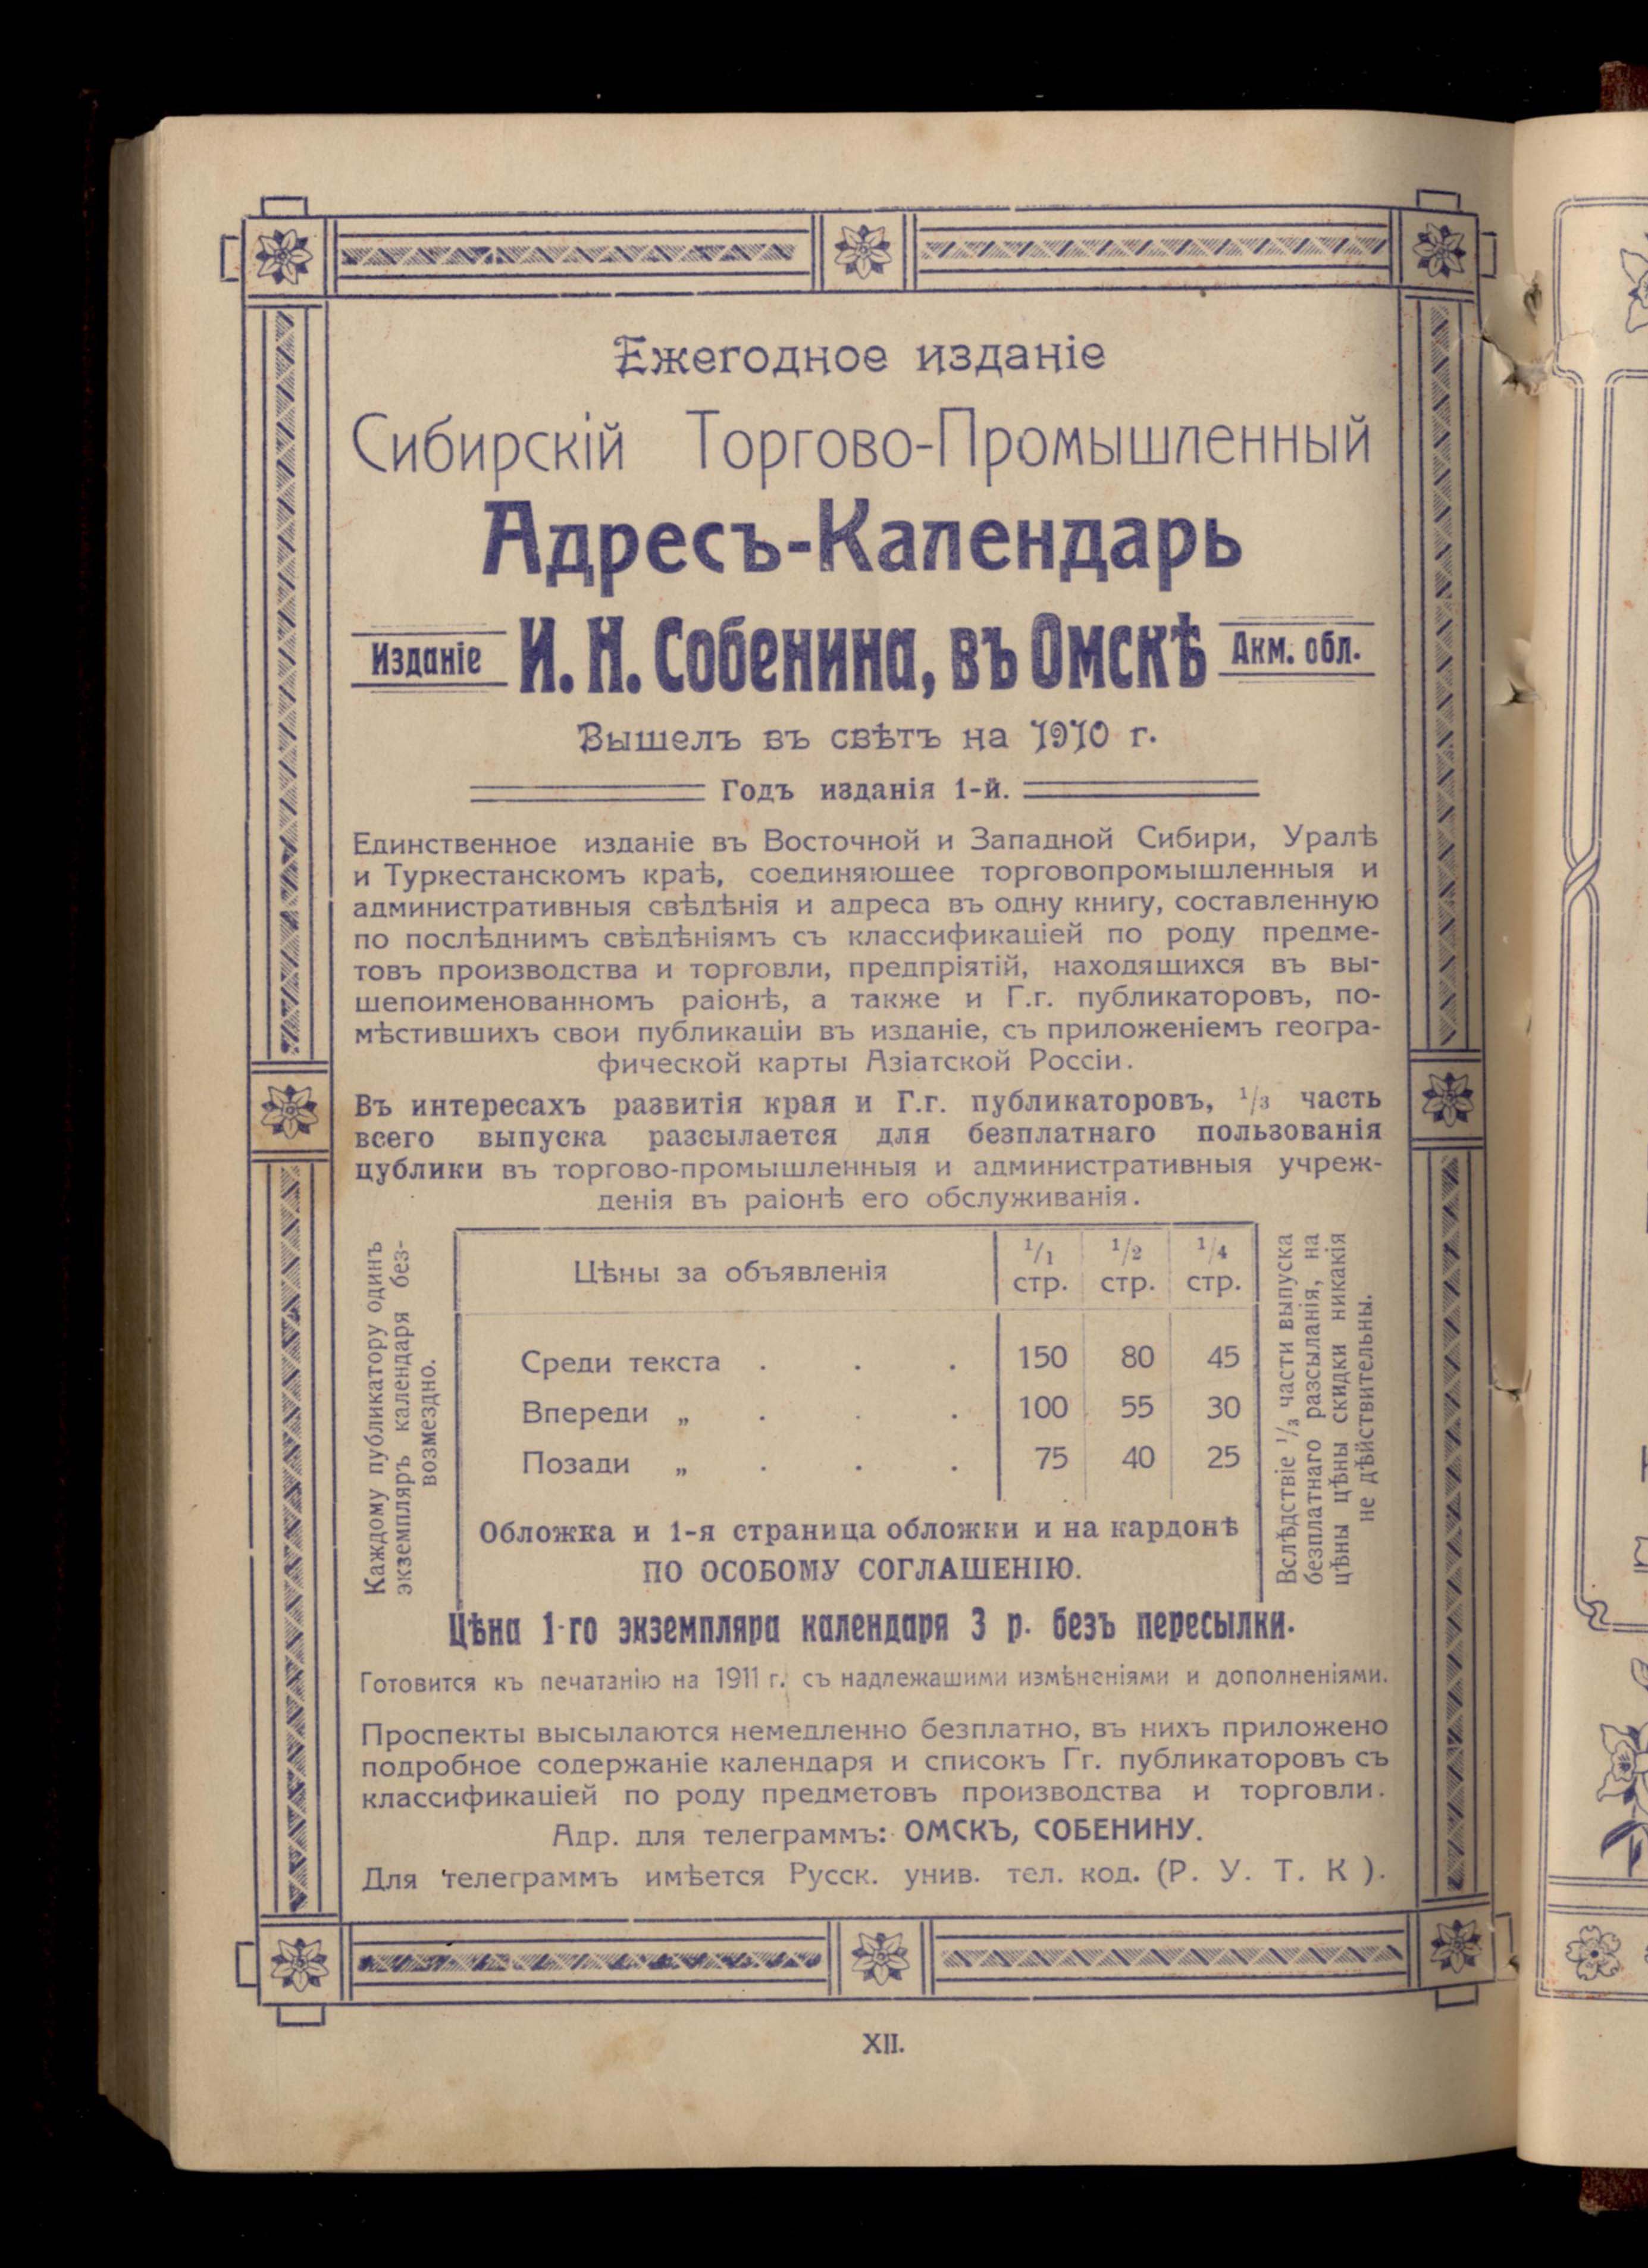 Ежегодное изданіе
Сибирскій Торгово-Промышленный
Адресъ-Календарь
Изданіе И. Н. Собенина, въ Омскѣ Акм. обл.
Вышелъ въ свѣтъ на 1910 г.
Годъ изданія 1-й.
Единственное изданіе въ Восточной и Западной Сибири, Уралѣ
и Туркестанскомъ краѣ, соединяющее торговопромышленныя и
административныя свѣдѣнія и адреса въ одну книгу, составленную
по послѣднимъ свѣдѣніямъ съ классификаціей по роду предме-
товъ производства и торговли, предпріятій, находящихся въ вы-
шепоименованномъ раіонѣ, а также и Г.г. публикаторовъ, по-
мѣстившихъ свои публикаціи въ изданіе, съ приложеніемъ геогра-
фической карты Азіатской Россіи.
Въ интересахъ развитія края и Г.г. публикаторовъ, 1/3 часть
всего выпуска разсылается для безплатнаго пользованія
цублики въ торгово-промышленныя и административныя учреж-
денія въ раіонѣ его обслуживанія.
Каждому публикатору одинъ
экземпляръ календаря без-
возмездно.
Цѣны за объявленія 1/1 стр. 1/2 стр. 1/4 стр.
Среди текста . . . 150 80 45
Впереди „ . . . 100 55 30
Позади „ . . . 75 40 25
Обложка и 1-я страница обложки и на кардонѣ
ПО ОСОБОМУ СОГЛАШЕНІЮ.
Вслѣдствіе 1/3 части выпуска
безплатнаго разсыланія, на
цѣны цѣны скидки никакія
не дѣйствительны.
Цѣна 1-го экземпляра календаря 3 р. безъ пересылки.
Готовится къ печатанію на 1911 г. съ надлежащими измѣненіями и дополненіями.
Проспекты высылаются немедленно безплатно, въ нихъ приложено
подробное содержаніе календаря и списокъ Гг. публикаторовъ съ
классификаціей по роду предметовъ производства и торговли.
Адр. для телеграммъ: ОМСКЪ, СОБЕНИНУ.
Для телеграммъ имѣется Русск. унив. тел. код. (Р. У. Т. К ).
XII.